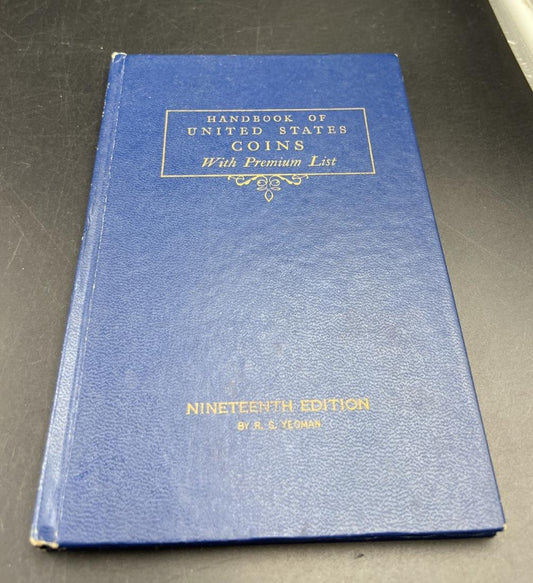 HANDBOOK OF
UNITED STATES
COINS
With Premium List
NINETEENTH EDITION
BY R. S. YEOMAN